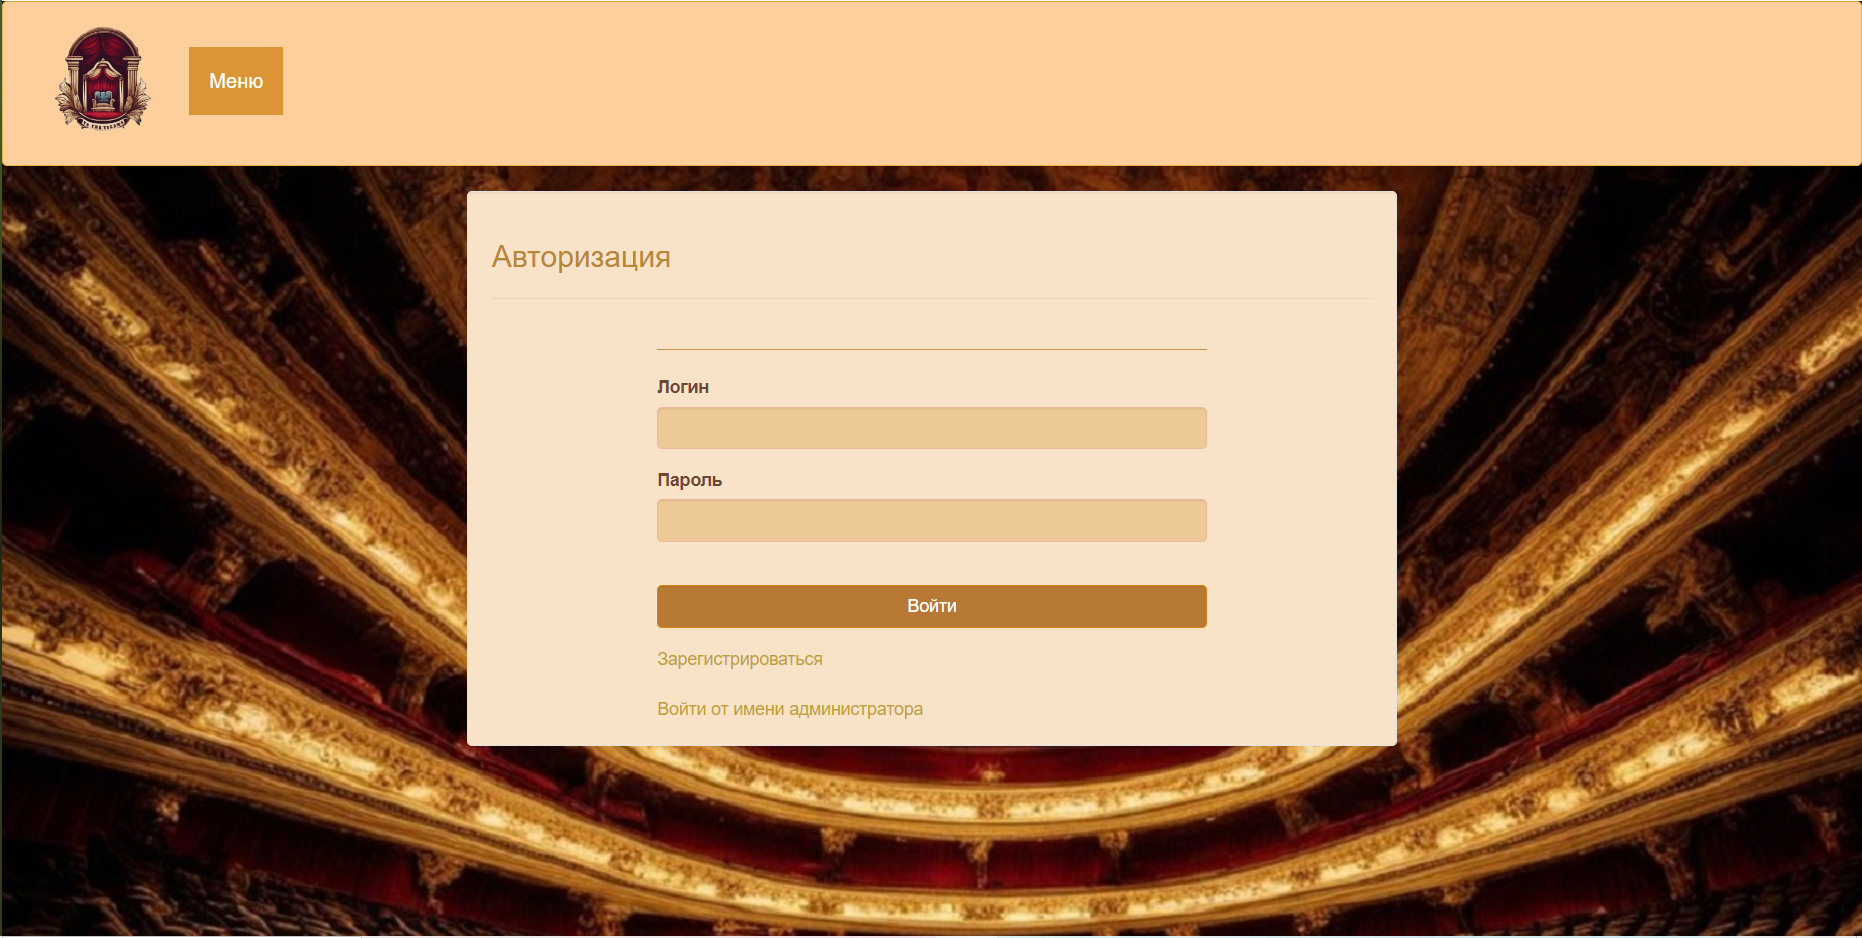 Меню
Авторизация
Логин
Пароль
Войти
Зарегистрироваться
Войти от имени администратора